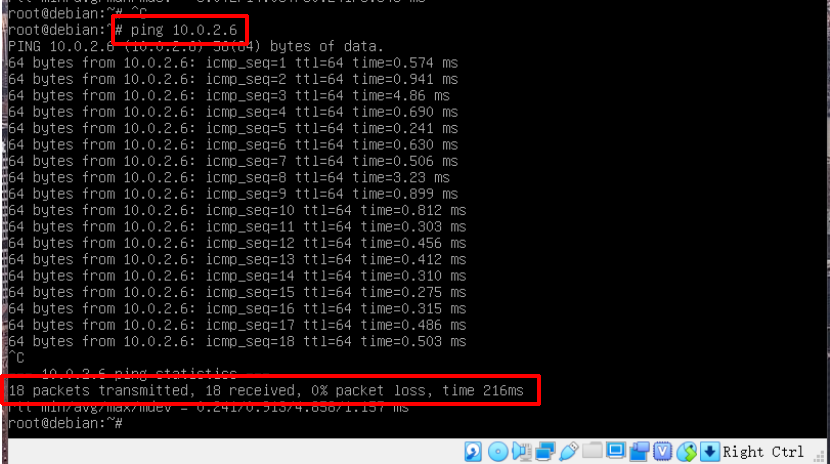 root@debian:~# ^C
root@debian:~# ping 10.0.2.6
PING 10.0.2.6 (10.0.2.6) 56(84) bytes of data.
64 bytes from 10.0.2.6: icmp_seq=1 ttl=64 time=0.574 ms
64 bytes from 10.0.2.6: icmp_seq=2 ttl=64 time=0.941 ms
64 bytes from 10.0.2.6: icmp_seq=3 ttl=64 time=4.86 ms
64 bytes from 10.0.2.6: icmp_seq=4 ttl=64 time=0.690 ms
64 bytes from 10.0.2.6: icmp_seq=5 ttl=64 time=0.241 ms
64 bytes from 10.0.2.6: icmp_seq=6 ttl=64 time=0.630 ms
64 bytes from 10.0.2.6: icmp_seq=7 ttl=64 time=0.506 ms
64 bytes from 10.0.2.6: icmp_seq=8 ttl=64 time=3.23 ms
64 bytes from 10.0.2.6: icmp_seq=9 ttl=64 time=0.899 ms
64 bytes from 10.0.2.6: icmp_seq=10 ttl=64 time=0.812 ms
64 bytes from 10.0.2.6: icmp_seq=11 ttl=64 time=0.303 ms
64 bytes from 10.0.2.6: icmp_seq=12 ttl=64 time=0.456 ms
64 bytes from 10.0.2.6: icmp_seq=13 ttl=64 time=0.412 ms
64 bytes from 10.0.2.6: icmp_seq=14 ttl=64 time=0.310 ms
64 bytes from 10.0.2.6: icmp_seq=15 ttl=64 time=0.275 ms
64 bytes from 10.0.2.6: icmp_seq=16 ttl=64 time=0.315 ms
64 bytes from 10.0.2.6: icmp_seq=17 ttl=64 time=0.486 ms
64 bytes from 10.0.2.6: icmp_seq=18 ttl=64 time=0.503 ms
^C
--- 10.0.2.6 ping statistics ---
18 packets transmitted, 18 received, 0% packet loss, time 216ms
rtt min/avg/max/mdev = 0.241/0.913/4.858/1.157 ms
root@debian:~#
Right Ctrl